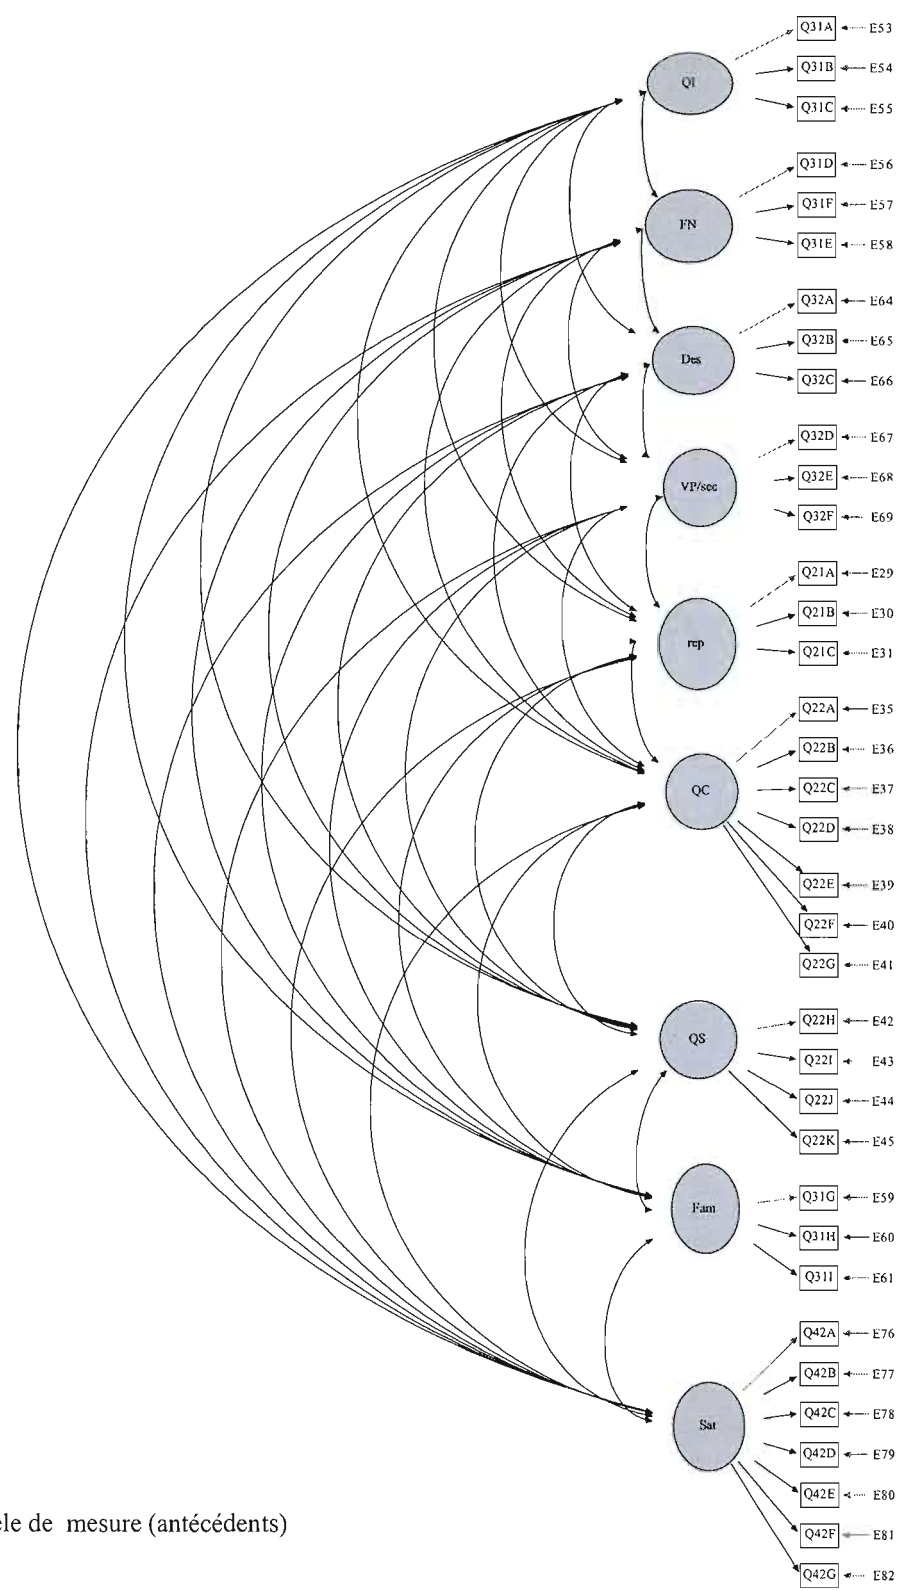 Q31A E53
QI Q31B E54
Q31C E55
Q31D E56
FN Q31F E57
Q31E E58
Q32A E64
Des Q32B E65
Q32C E66
Q32D E67
VP/sec Q32E E68
Q32F E69
Q21A E29
rep Q21B E30
Q21C E31
Q22A E35
Q22B E36
QC Q22C E37
Q22D E38
Q22E E39
Q22F E40
Q22G E41
Q22H E42
QS Q22I E43
Q22J E44
Q22K E45
Q31G E59
Fam Q31H E60
Q31I E61
Q42A E76
Q42B E77
Sat Q42C E78
Q42D E79
Q42E E80
Q42F E81
Q42G E82
èle de mesure (antécédents)